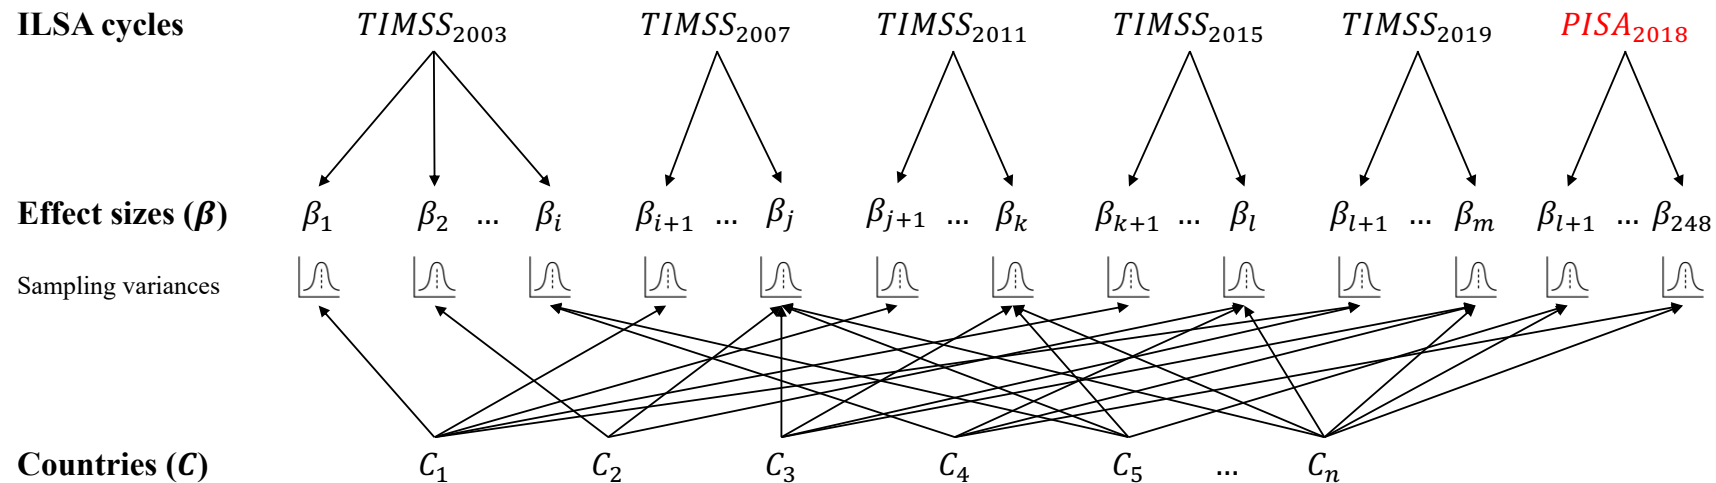 ILSA cycles TIMSS₂₀₀₃ TIMSS₂₀₀₇ TIMSS₂₀₁₁ TIMSS₂₀₁₅ TIMSS₂₀₁₉ PISA₂₀₁₈
Effect sizes (β) β₁ β₂ ... βᵢ βᵢ₊₁ ... βⱼ βⱼ₊₁ ... βₖ βₖ₊₁ ... βₗ βₗ₊₁ ... βₘ βₗ₊₁ ... β₂₄₈
Sampling variances
Countries (C) C₁ C₂ C₃ C₄ C₅ ... Cₙ